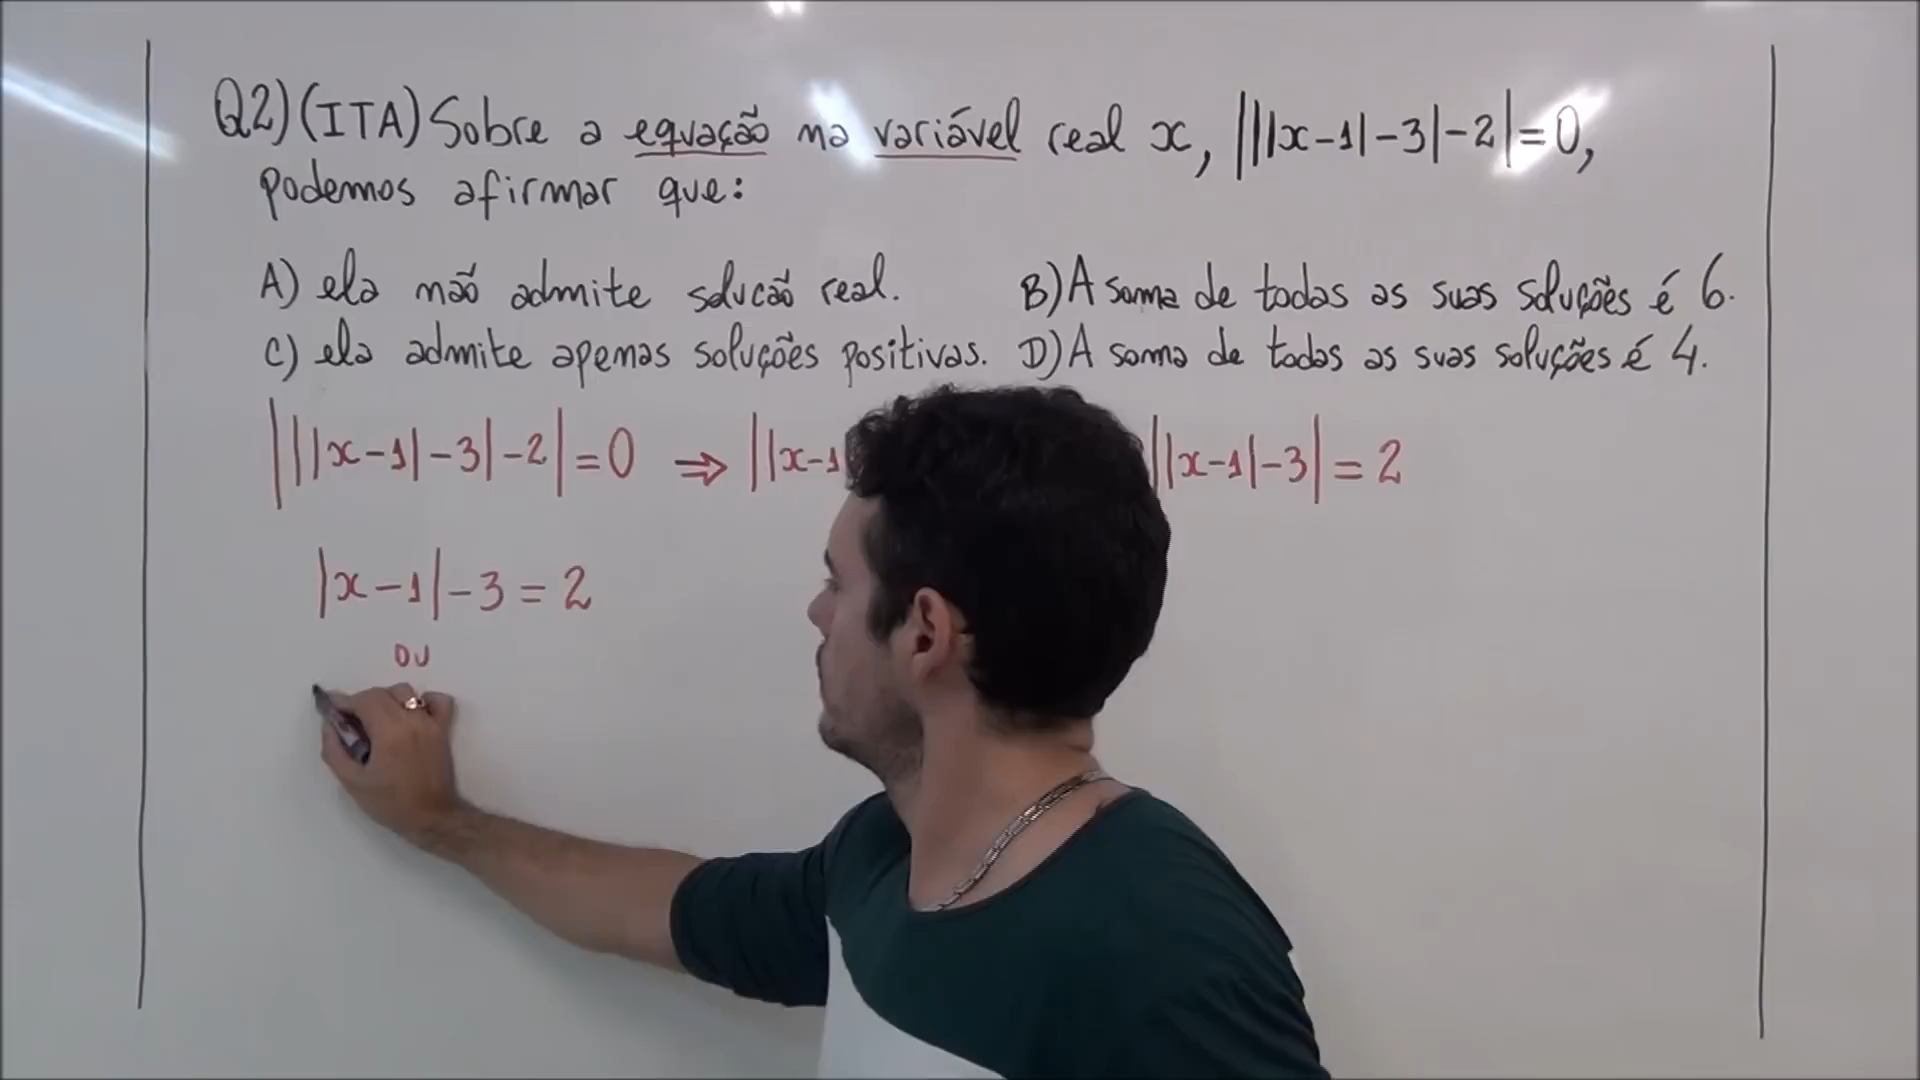 Q2) (ITA) Sobre a equação na variável real x, |||x-1|-3|-2|=0,
podemos afirmar que:
A) ela não admite solucão real. B) A soma de todas as suas soluções é 6.
C) ela admite apenas soluções positivas. D) A soma de todas as suas soluções é 4.
|||x-1|-3|-2|=0 ⇒ ||x-1 ||x-1|-3|=2
|x-1|-3=2
ou